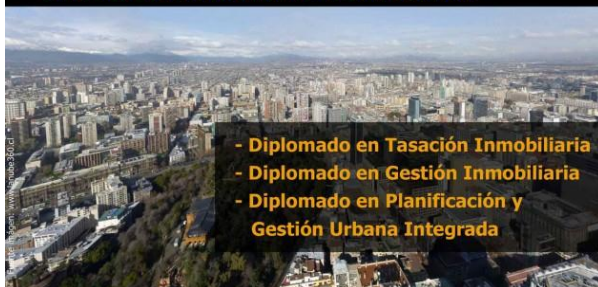 - Diplomado en Tasación Inmobiliaria
- Diplomado en Gestión Inmobiliaria
- Diplomado en Planificación y
Gestión Urbana Integrada